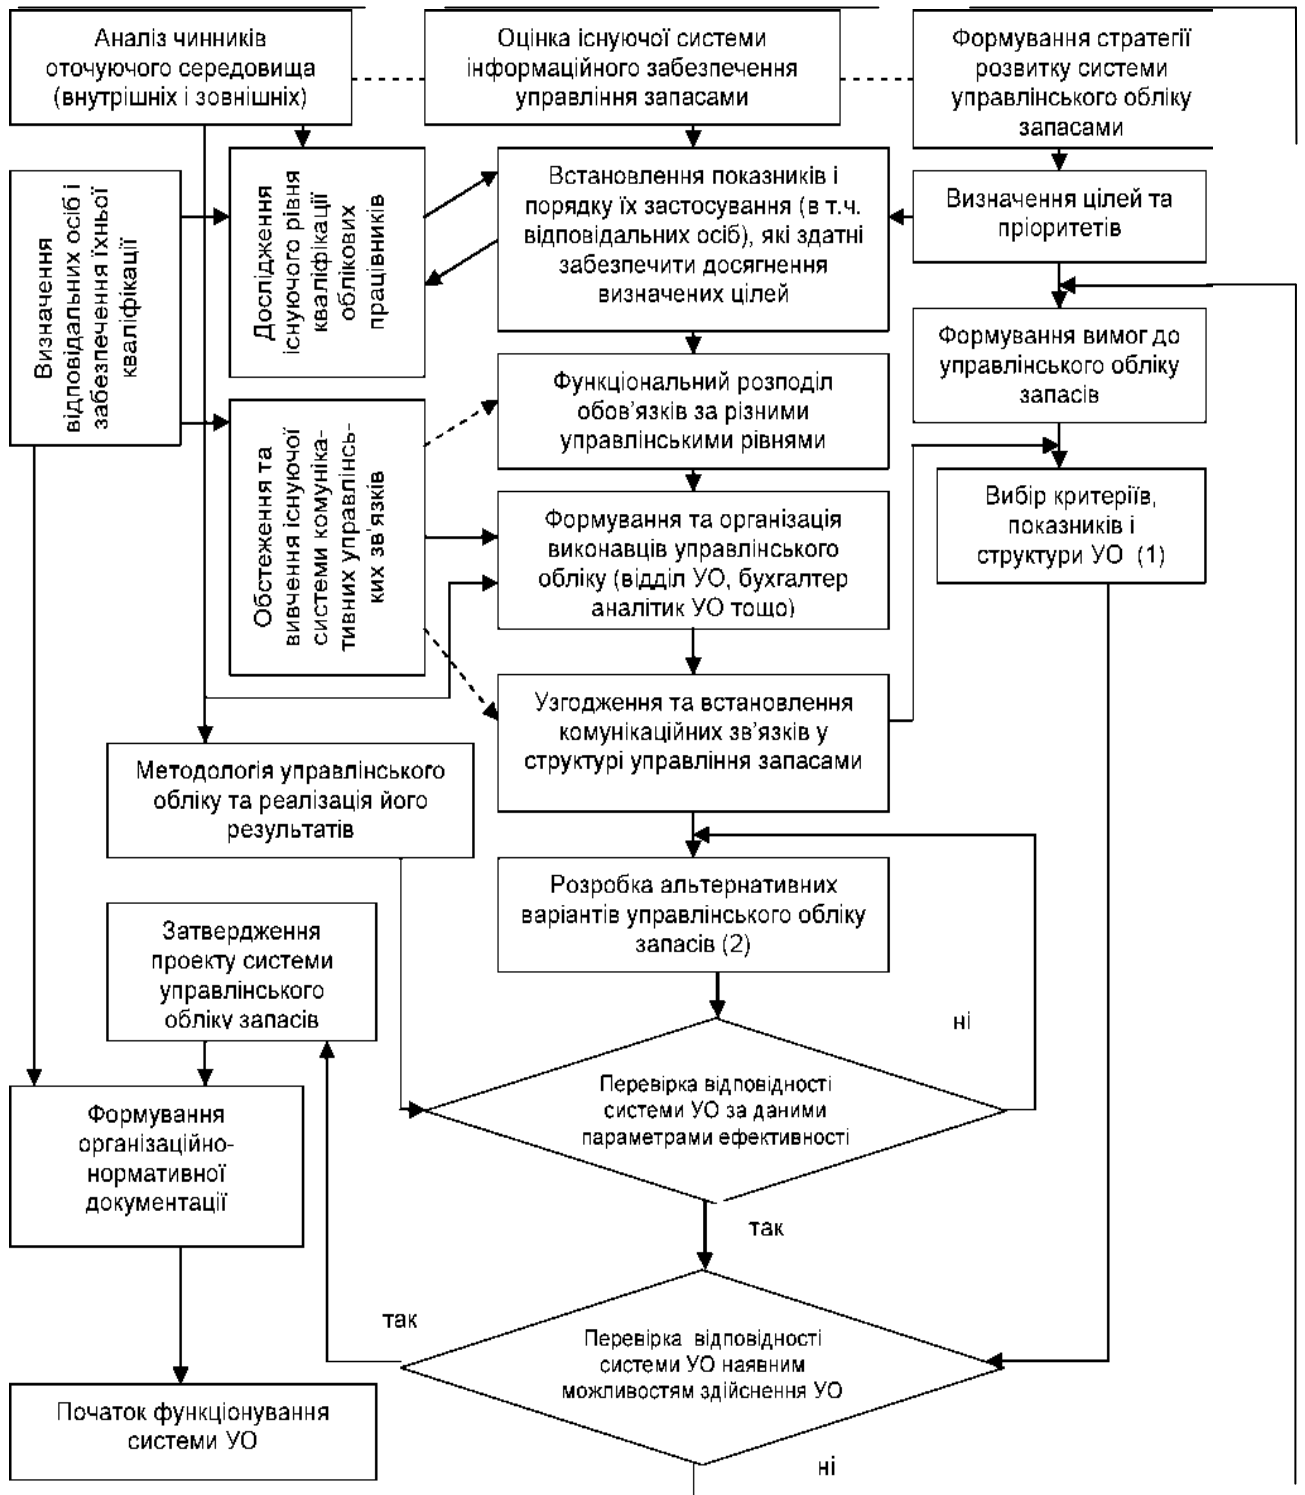 Аналіз чинників
оточуючого середовища
(внутрішніх і зовнішніх)
Оцінка існуючої системи
інформаційного забезпечення
управління запасами
Формування стратегії
розвитку системи
управлінського обліку
запасами
Визначення
відповідальних осіб і
забезпечення їхньої
кваліфікації
Дослідження
існуючого рівня
кваліфікації
облікових
працівників
Встановлення показників і
порядку їх застосування (в т.ч.
відповідальних осіб), які здатні
забезпечити досягнення
визначених цілей
Визначення цілей та
пріоритетів
Формування вимог до
управлінського обліку
запасів
Обстеження та
вивчення існуючої
системи комуніка-
тивних управлінсь-
ких зв'язків
Функціональний розподіл
обов'язків за різними
управлінськими рівнями
Вибір критеріїв,
показників і
структури УО (1)
Формування та організація
виконавців управлінського
обліку (відділ УО, бухгалтер
аналітик УО тощо)
Узгодження та встановлення
комунікаційних зв'язків у
структурі управління запасами
Методологія управлінського
обліку та реалізація його
результатів
Розробка альтернативних
варіантів управлінського обліку
запасів (2)
Затвердження
проекту системи
управлінського
обліку запасів
ні
Перевірка відповідності
системи УО за даними
параметрами ефективності
Формування
організаційно-
нормативної
документації
так
так
Перевірка відповідності
системи УО наявним
можливостям здійснення УО
Початок функціонування
системи УО
ні